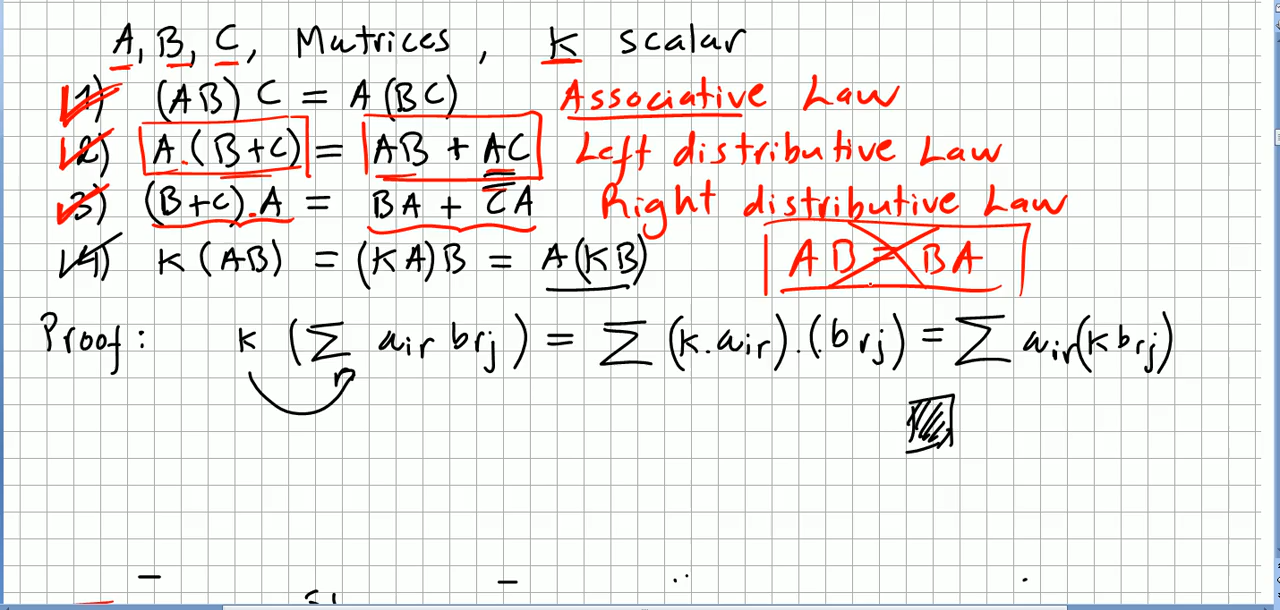 A, B, C, Matrices, K scalar
1) (AB) C = A (BC) Associative Law
2) A.(B+C) = AB + AC Left distributive Law
3) (B+C).A = BA + CA Right distributive Law
4) K (AB) = (KA)B = A(KB) AB = BA
Proof: K (∑ air brj) = ∑ (K.air).(brj) = ∑ air(K brj)